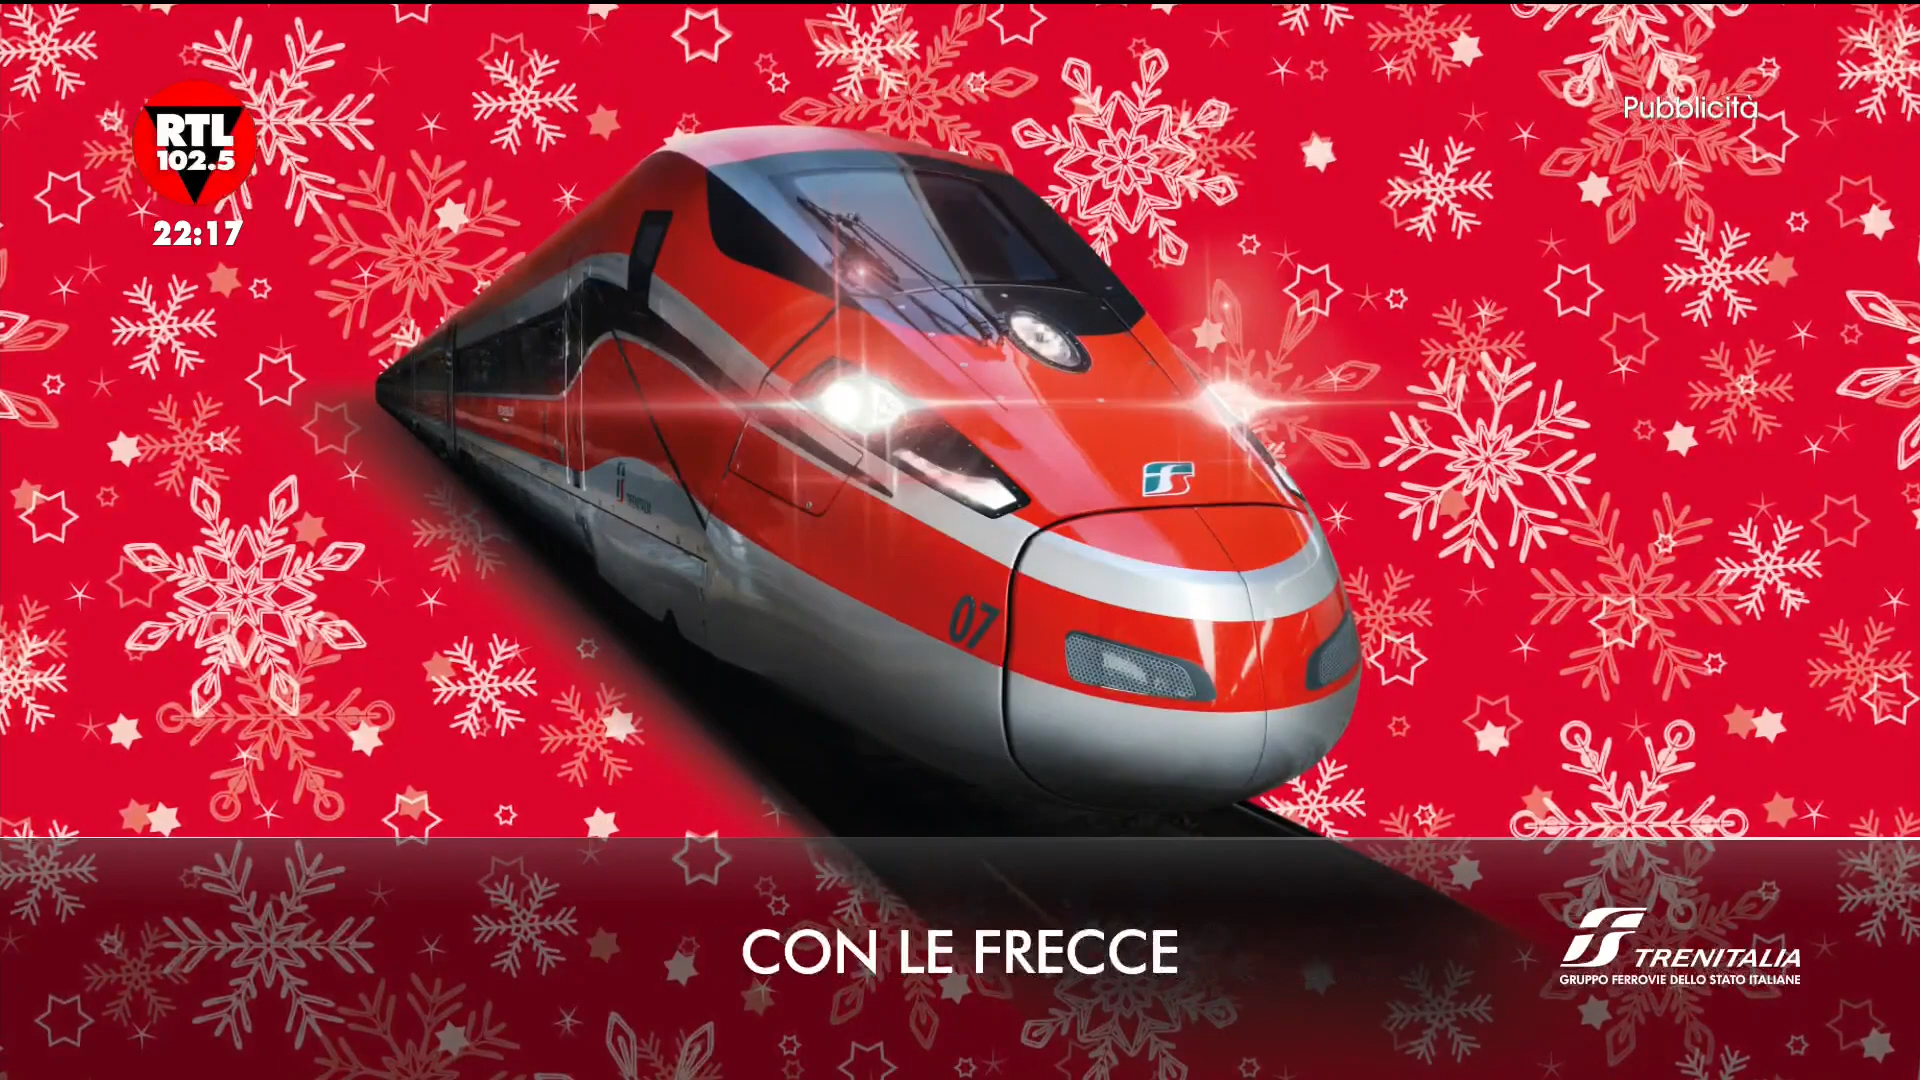 RTL
102.5
22:17
Pubblicità
07
CON LE FRECCE
TRENITALIA
GRUPPO FERROVIE DELLO STATO ITALIANE